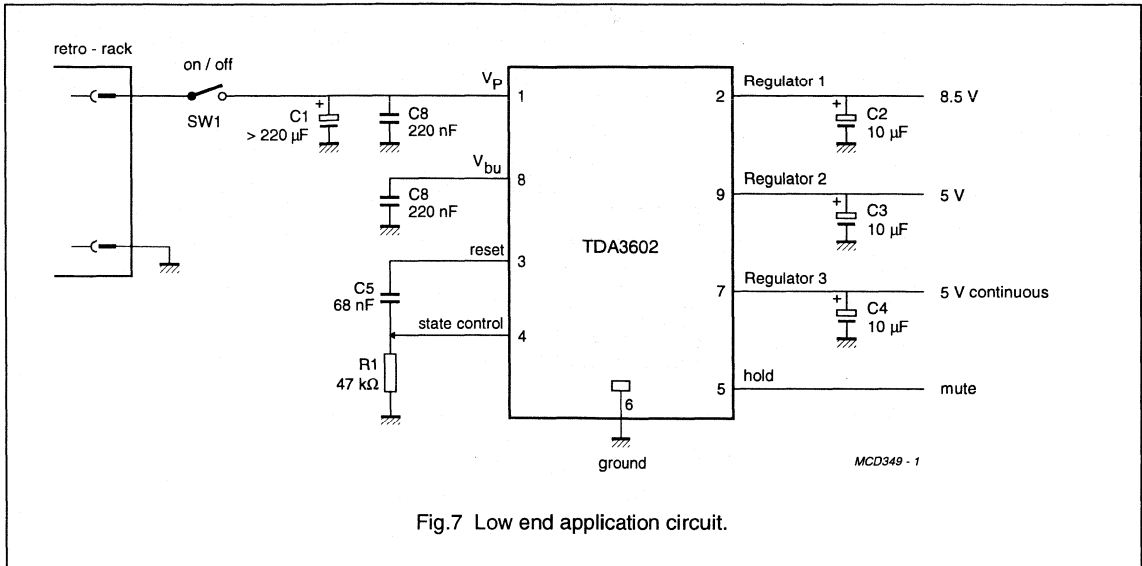 retro - rack
on / off
SW1
C1
> 220 µF
+
C8
220 nF
VP
1
Vbu
8
C8
220 nF
reset
3
C5
68 nF
state control
4
R1
47 kΩ
TDA3602
6
ground
2
Regulator 1
8.5 V
+
C2
10 µF
9
Regulator 2
5 V
+
C3
10 µF
7
Regulator 3
5 V continuous
+
C4
10 µF
5
hold
mute
MCD349 - 1
Fig.7 Low end application circuit.